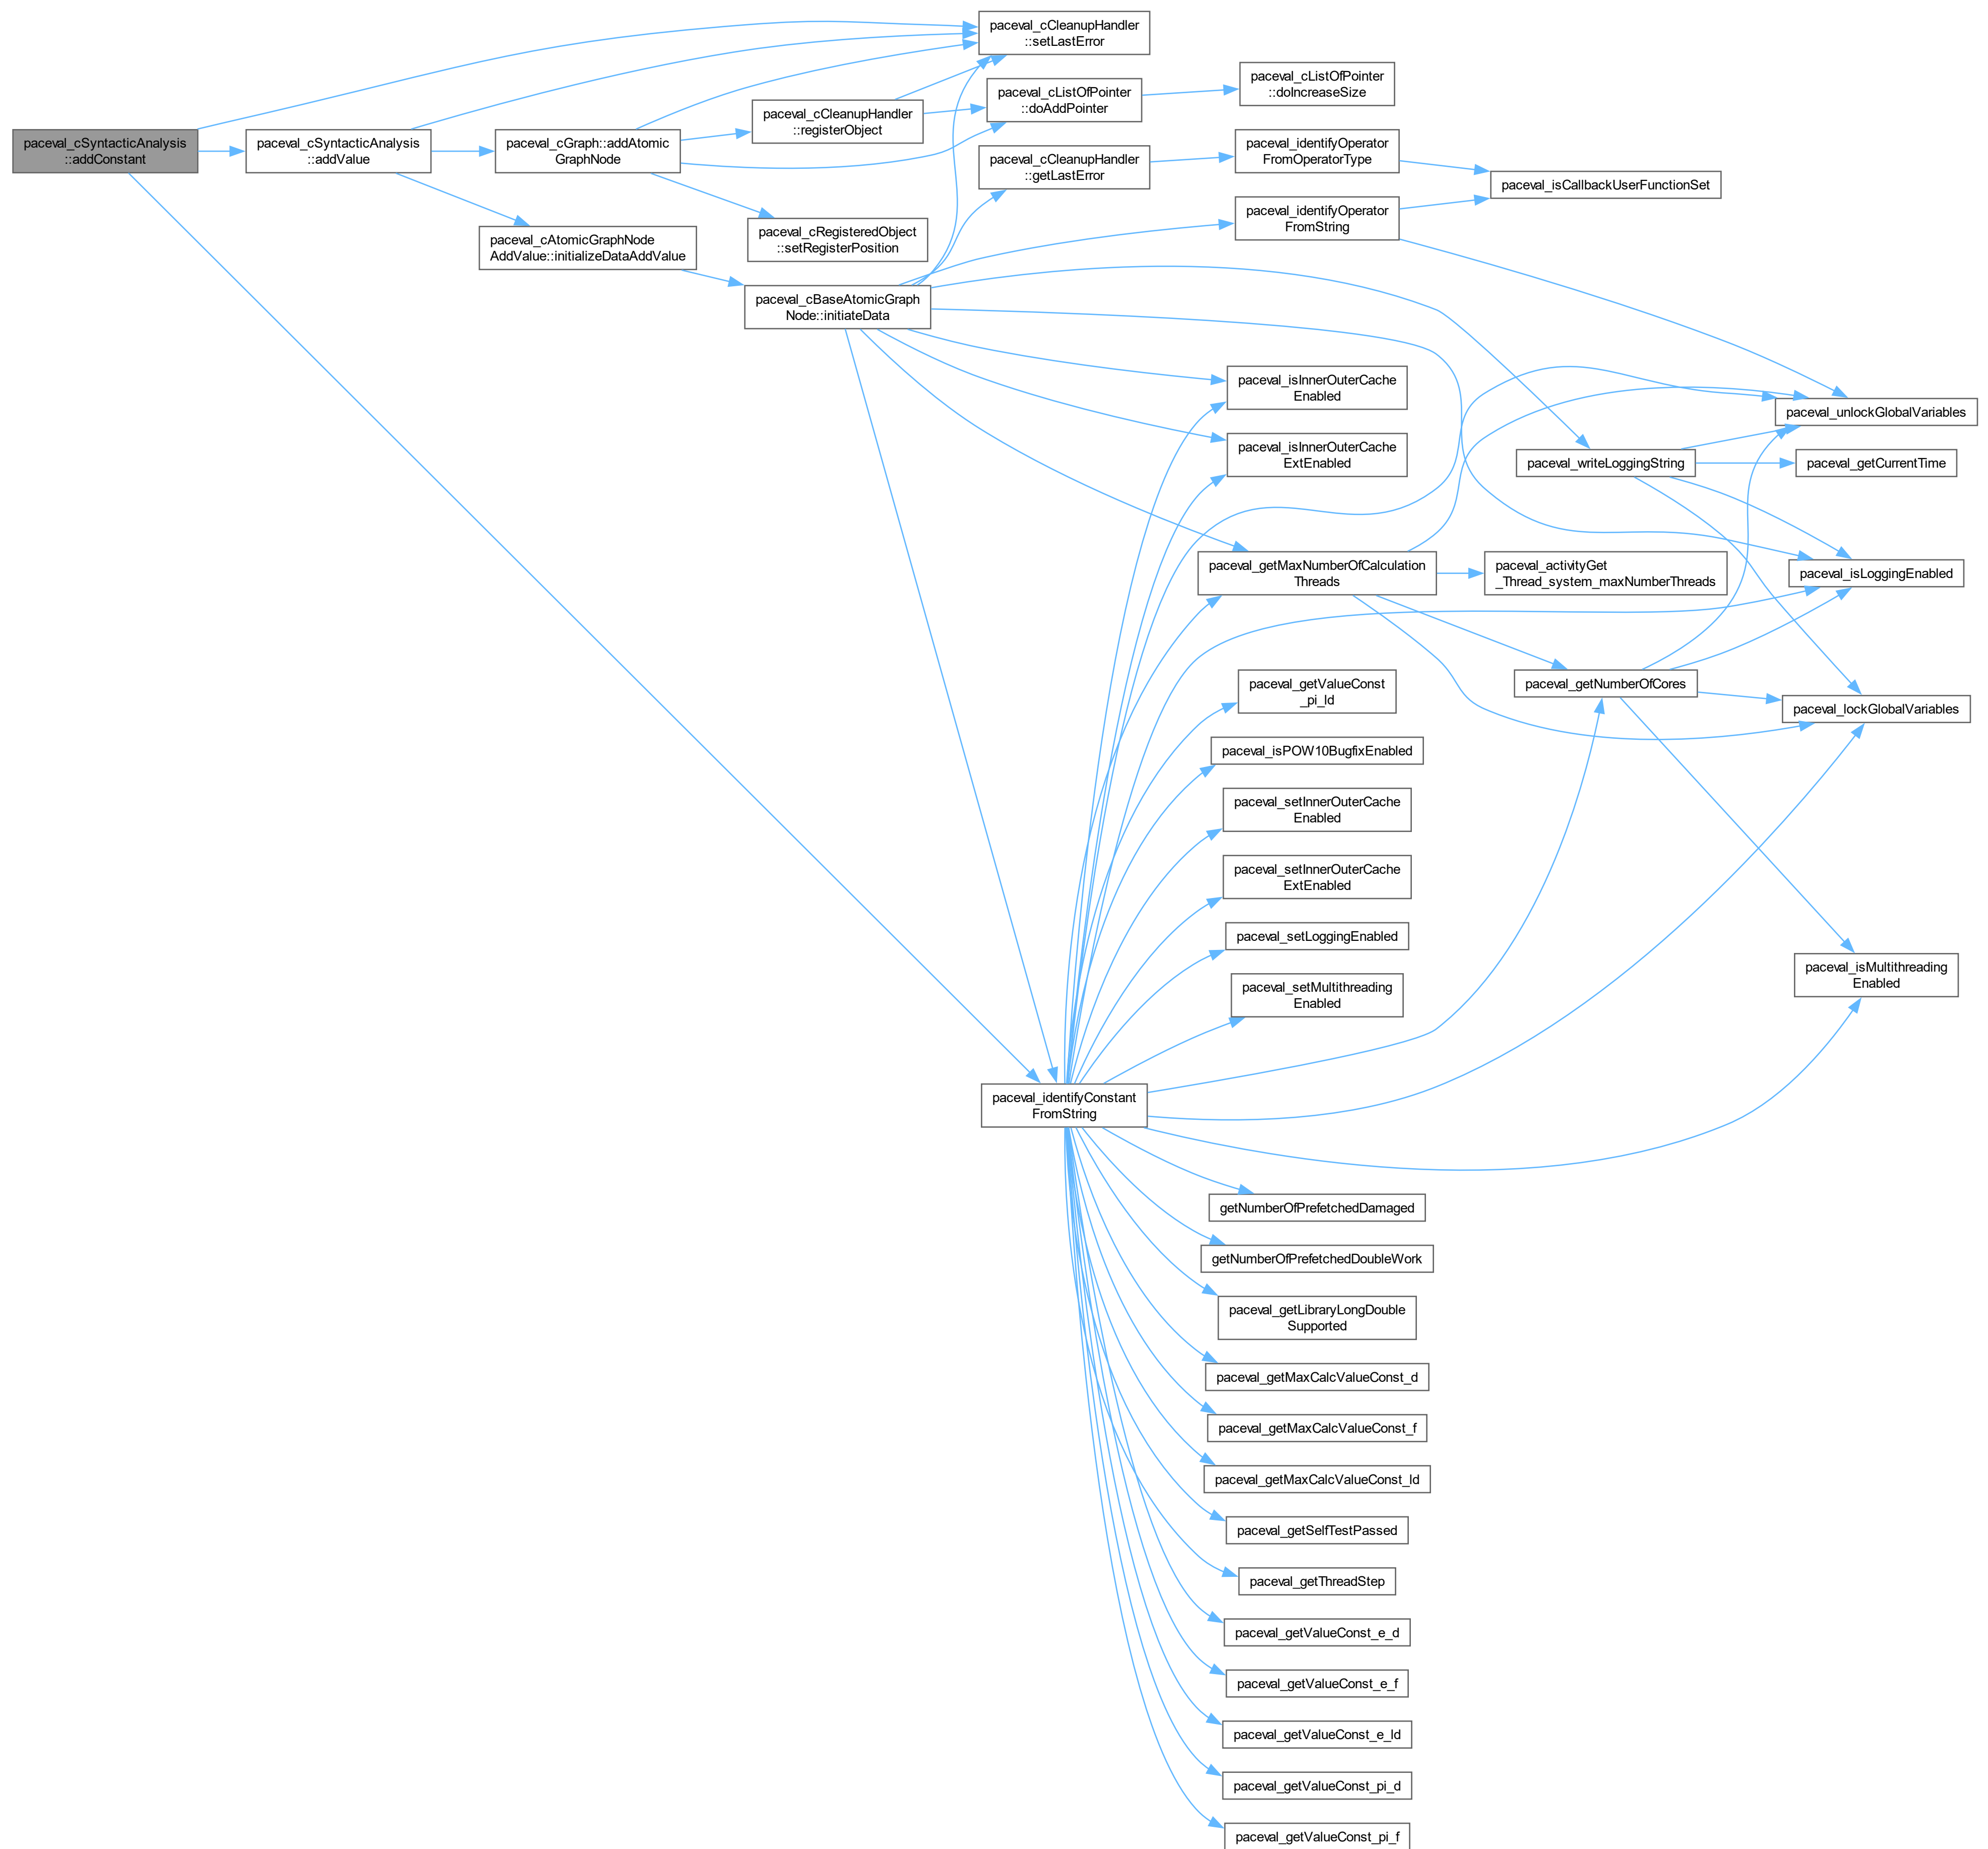 paceval_cSyntacticAnalysis
::addConstant
paceval_cSyntacticAnalysis
::addValue
paceval_cGraph::addAtomic
GraphNode
paceval_cAtomicGraphNode
AddValue::initializeDataAddValue
paceval_cCleanupHandler
::registerObject
paceval_cRegisteredObject
::setRegisterPosition
paceval_cBaseAtomicGraph
Node::initiateData
paceval_cCleanupHandler
::setLastError
paceval_cListOfPointer
::doAddPointer
paceval_cCleanupHandler
::getLastError
paceval_identifyConstant
FromString
paceval_cListOfPointer
::doIncreaseSize
paceval_identifyOperator
FromOperatorType
paceval_identifyOperator
FromString
paceval_isInnerOuterCache
Enabled
paceval_isInnerOuterCache
ExtEnabled
paceval_getMaxNumberOfCalculation
Threads
paceval_getValueConst
_pi_ld
paceval_isPOW10BugfixEnabled
paceval_setInnerOuterCache
Enabled
paceval_setInnerOuterCache
ExtEnabled
paceval_setLoggingEnabled
paceval_setMultithreading
Enabled
getNumberOfPrefetchedDamaged
getNumberOfPrefetchedDoubleWork
paceval_getLibraryLongDouble
Supported
paceval_getMaxCalcValueConst_d
paceval_getMaxCalcValueConst_f
paceval_getMaxCalcValueConst_ld
paceval_getSelfTestPassed
paceval_getThreadStep
paceval_getValueConst_e_d
paceval_getValueConst_e_f
paceval_getValueConst_e_ld
paceval_getValueConst_pi_d
paceval_getValueConst_pi_f
paceval_isCallbackUserFunctionSet
paceval_writeLoggingString
paceval_activityGet
_Thread_system_maxNumberThreads
paceval_getNumberOfCores
paceval_unlockGlobalVariables
paceval_getCurrentTime
paceval_isLoggingEnabled
paceval_lockGlobalVariables
paceval_isMultithreading
Enabled